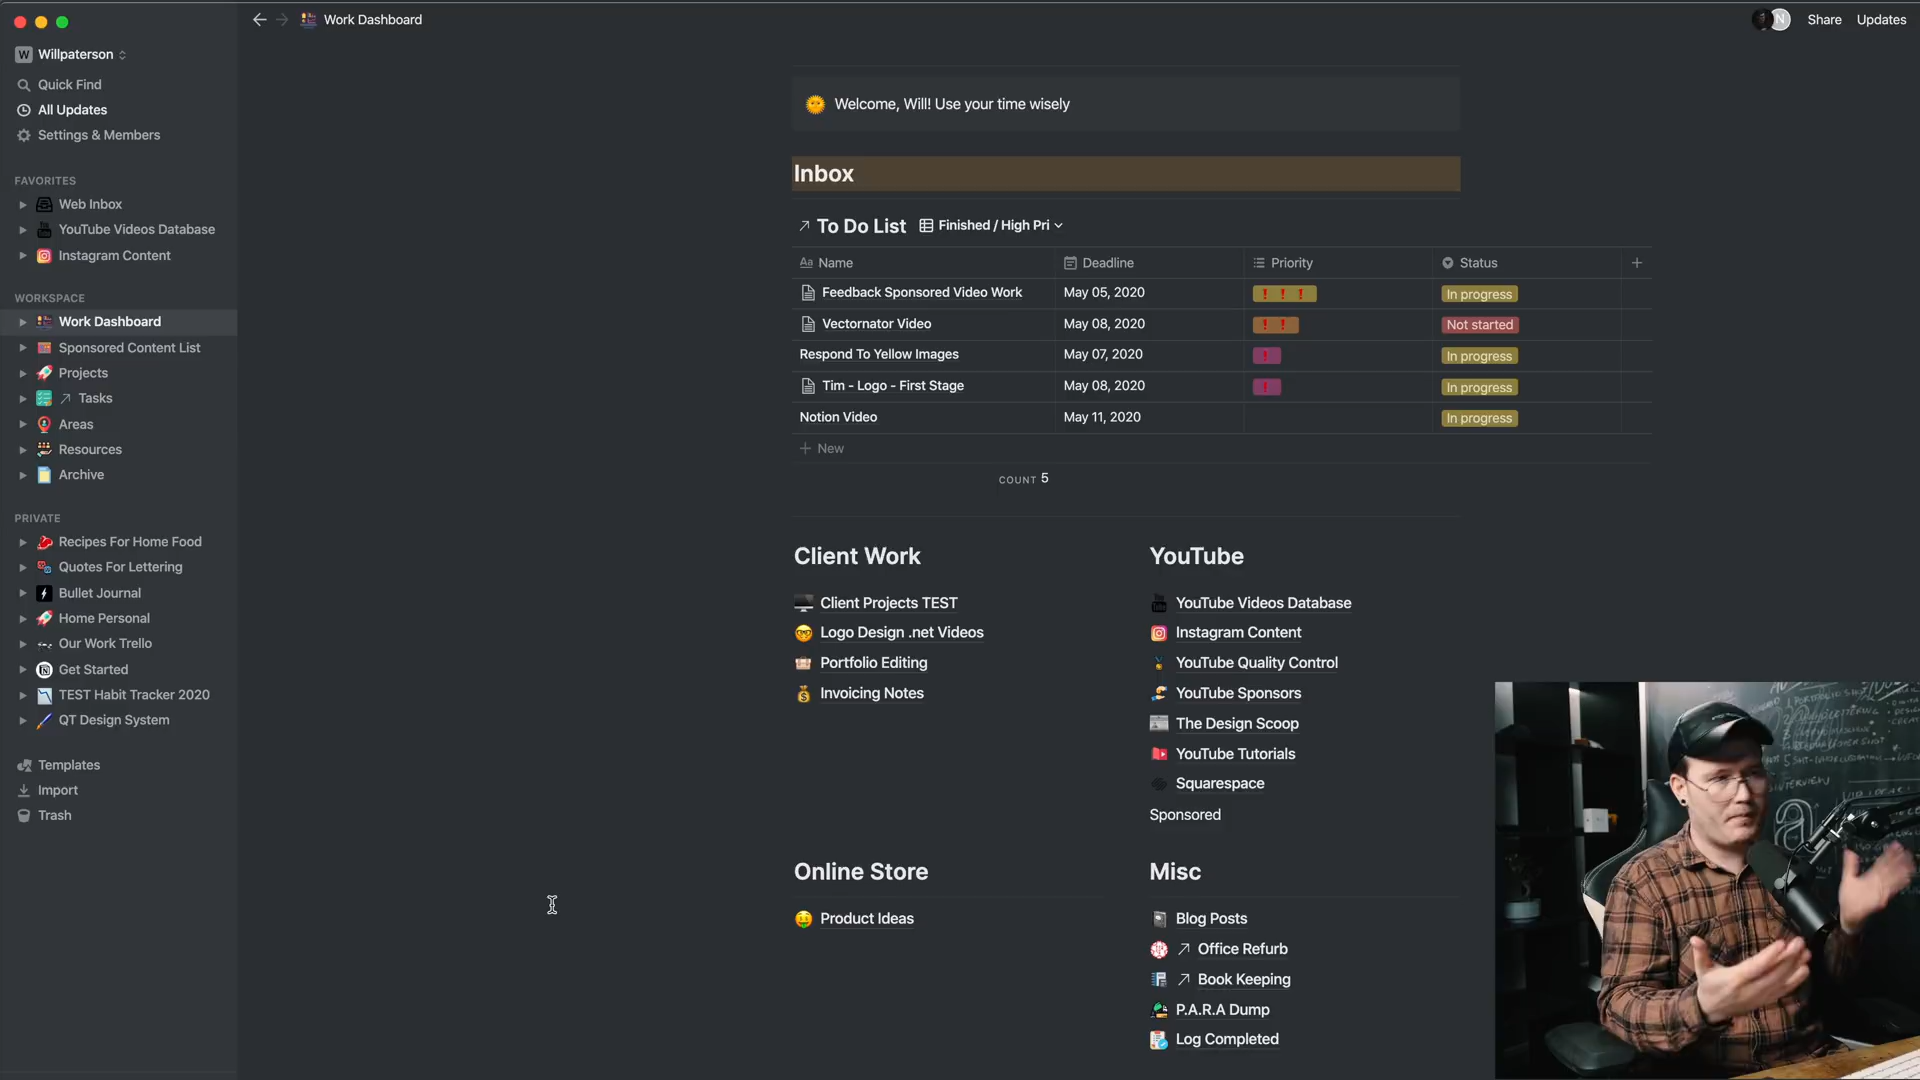 Work Dashboard
Share Updates
W Willpaterson
Quick Find
All Updates
Settings & Members
FAVORITES
Web Inbox
YouTube Videos Database
Instagram Content
WORKSPACE
Work Dashboard
Sponsored Content List
Projects
Tasks
Areas
Resources
Archive
PRIVATE
Recipes For Home Food
Quotes For Lettering
Bullet Journal
Home Personal
Our Work Trello
Get Started
TEST Habit Tracker 2020
QT Design System
Templates
Import
Trash
Welcome, Will! Use your time wisely
Inbox
To Do List Finished / High Pri
Aa Name Deadline Priority Status +
Feedback Sponsored Video Work May 05, 2020 ! ! ! In progress
Vectornator Video May 08, 2020 ! ! Not started
Respond To Yellow Images May 07, 2020 ! In progress
Tim - Logo - First Stage May 08, 2020 ! In progress
Notion Video May 11, 2020 In progress
+ New
COUNT 5
Client Work
Client Projects TEST
Logo Design .net Videos
Portfolio Editing
Invoicing Notes
YouTube
YouTube Videos Database
Instagram Content
YouTube Quality Control
YouTube Sponsors
The Design Scoop
YouTube Tutorials
Squarespace
Sponsored
Online Store
Product Ideas
Misc
Blog Posts
Office Refurb
Book Keeping
P.A.R.A Dump
Log Completed